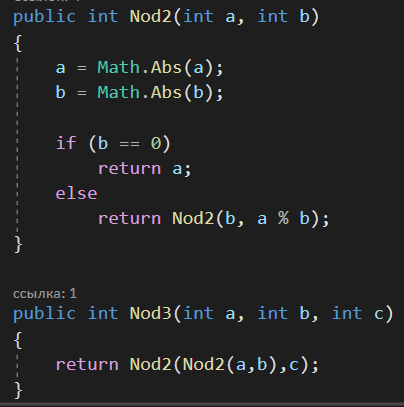 public int Nod2(int a, int b)
{
    a = Math.Abs(a);
    b = Math.Abs(b);

    if (b == 0)
        return a;
    else
        return Nod2(b, a % b);
}

ссылка: 1
public int Nod3(int a, int b, int c)
{
    return Nod2(Nod2(a,b),c);
}